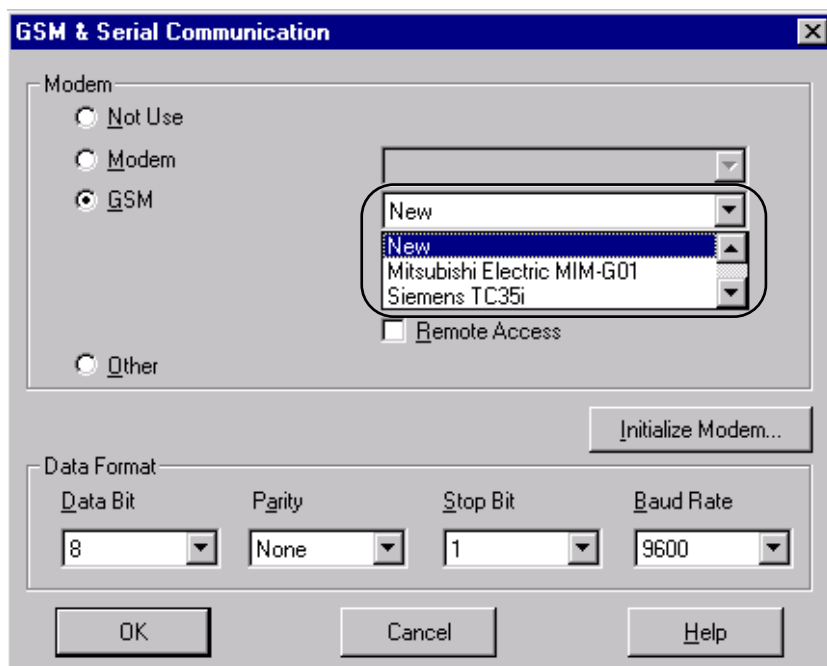 GSM & Serial Communication
Modem
Not Use
Modem
GSM
New
New
Mitsubishi Electric MIM-G01
Siemens TC35i
Remote Access
Other
Initialize Modem...
Data Format
Data Bit Parity Stop Bit Baud Rate
8 None 1 9600
OK Cancel Help